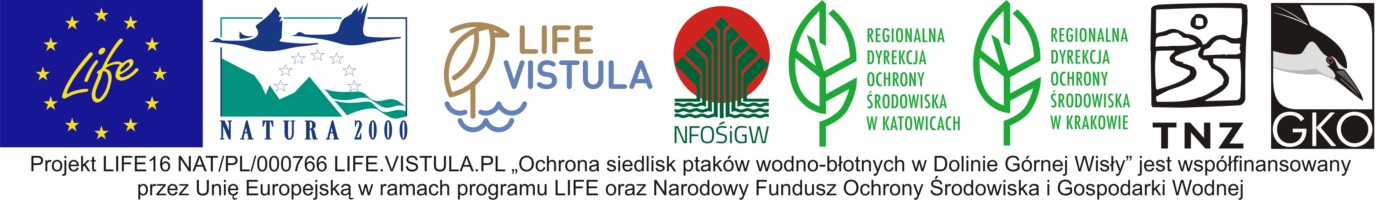 Life
NATURA 2000
LIFE
VISTULA
NFOŚiGW
REGIONALNA
DYREKCJA
OCHRONY
ŚRODOWISKA
W KATOWICACH
REGIONALNA
DYREKCJA
OCHRONY
ŚRODOWISKA
W KRAKOWIE
TNZ
GKO
Projekt LIFE16 NAT/PL/000766 LIFE.VISTULA.PL „Ochrona siedlisk ptaków wodno-błotnych w Dolinie Górnej Wisły” jest współfinansowany
przez Unię Europejską w ramach programu LIFE oraz Narodowy Fundusz Ochrony Środowiska i Gospodarki Wodnej